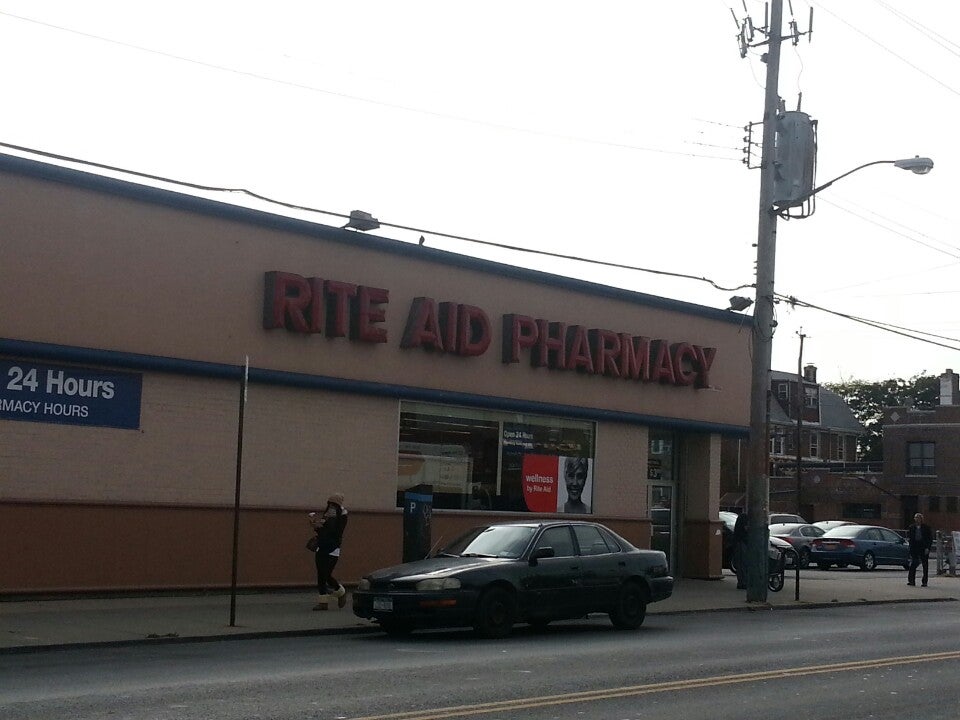 RITE AID PHARMACY
24 Hours
RMACY HOURS
Open 24 Hours
wellness
by Rite Aid
P